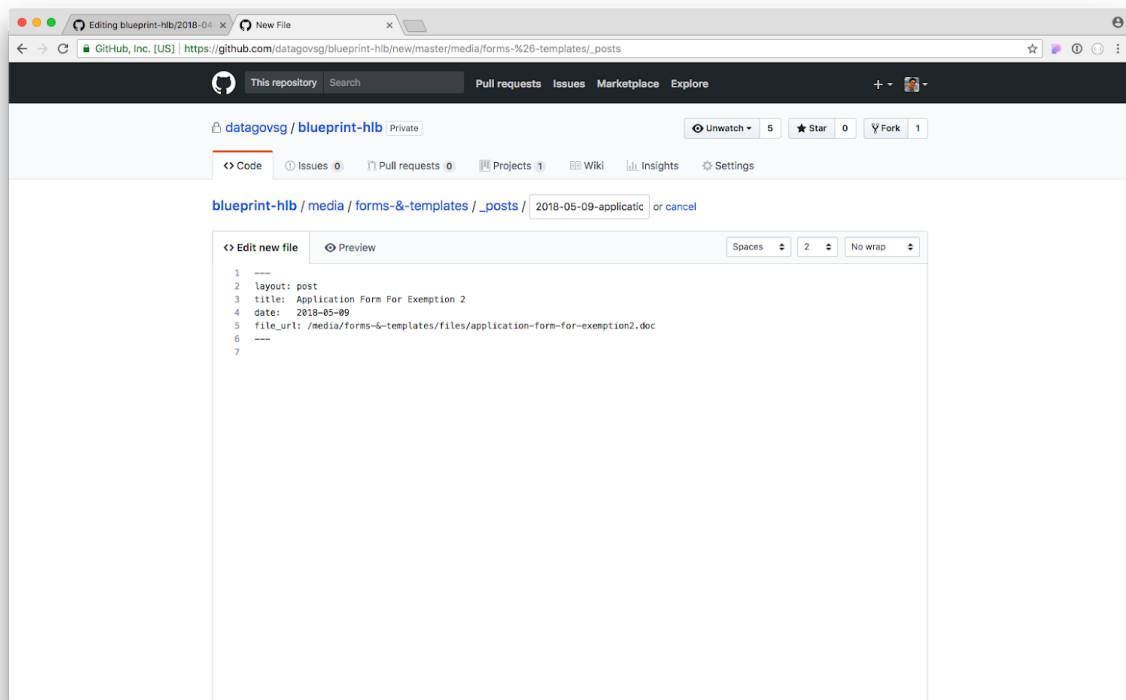 Editing blueprint-hlb/2018-04-
New File
GitHub, Inc. [US] https://github.com/datagovsg/blueprint-hlb/new/master/media/forms-%26-templates/_posts
This repository Search Pull requests Issues Marketplace Explore
datagovsg / blueprint-hlb Private Unwatch 5 Star 0 Fork 1
Code Issues 0 Pull requests 0 Projects 1 Wiki Insights Settings
blueprint-hlb / media / forms-&-templates / _posts / 2018-05-09-applicatic or cancel
Edit new file Preview Spaces 2 No wrap
1 ---
2 layout: post
3 title: Application Form For Exemption 2
4 date: 2018-05-09
5 file_url: /media/forms-&-templates/files/application-form-for-exemption2.doc
6 ---
7